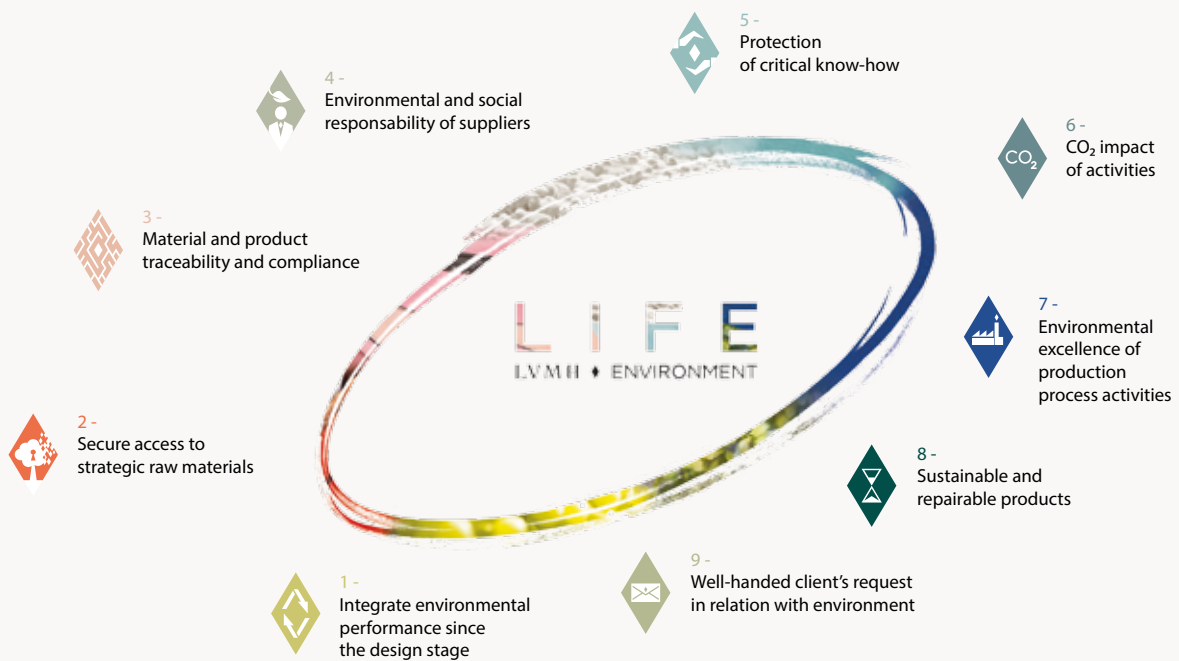 5 -
Protection
of critical know-how
4 -
Environmental and social
responsability of suppliers
6 -
CO₂
CO₂ impact
of activities
3 -
Material and product
traceability and compliance
LiFE
LVMH ♦ ENVIRONMENT
7 -
Environmental
excellence of
production
process activities
2 -
Secure access to
strategic raw materials
8 -
Sustainable and
repairable products
9 -
Well-handed client’s request
in relation with environment
1 -
Integrate environmental
performance since
the design stage